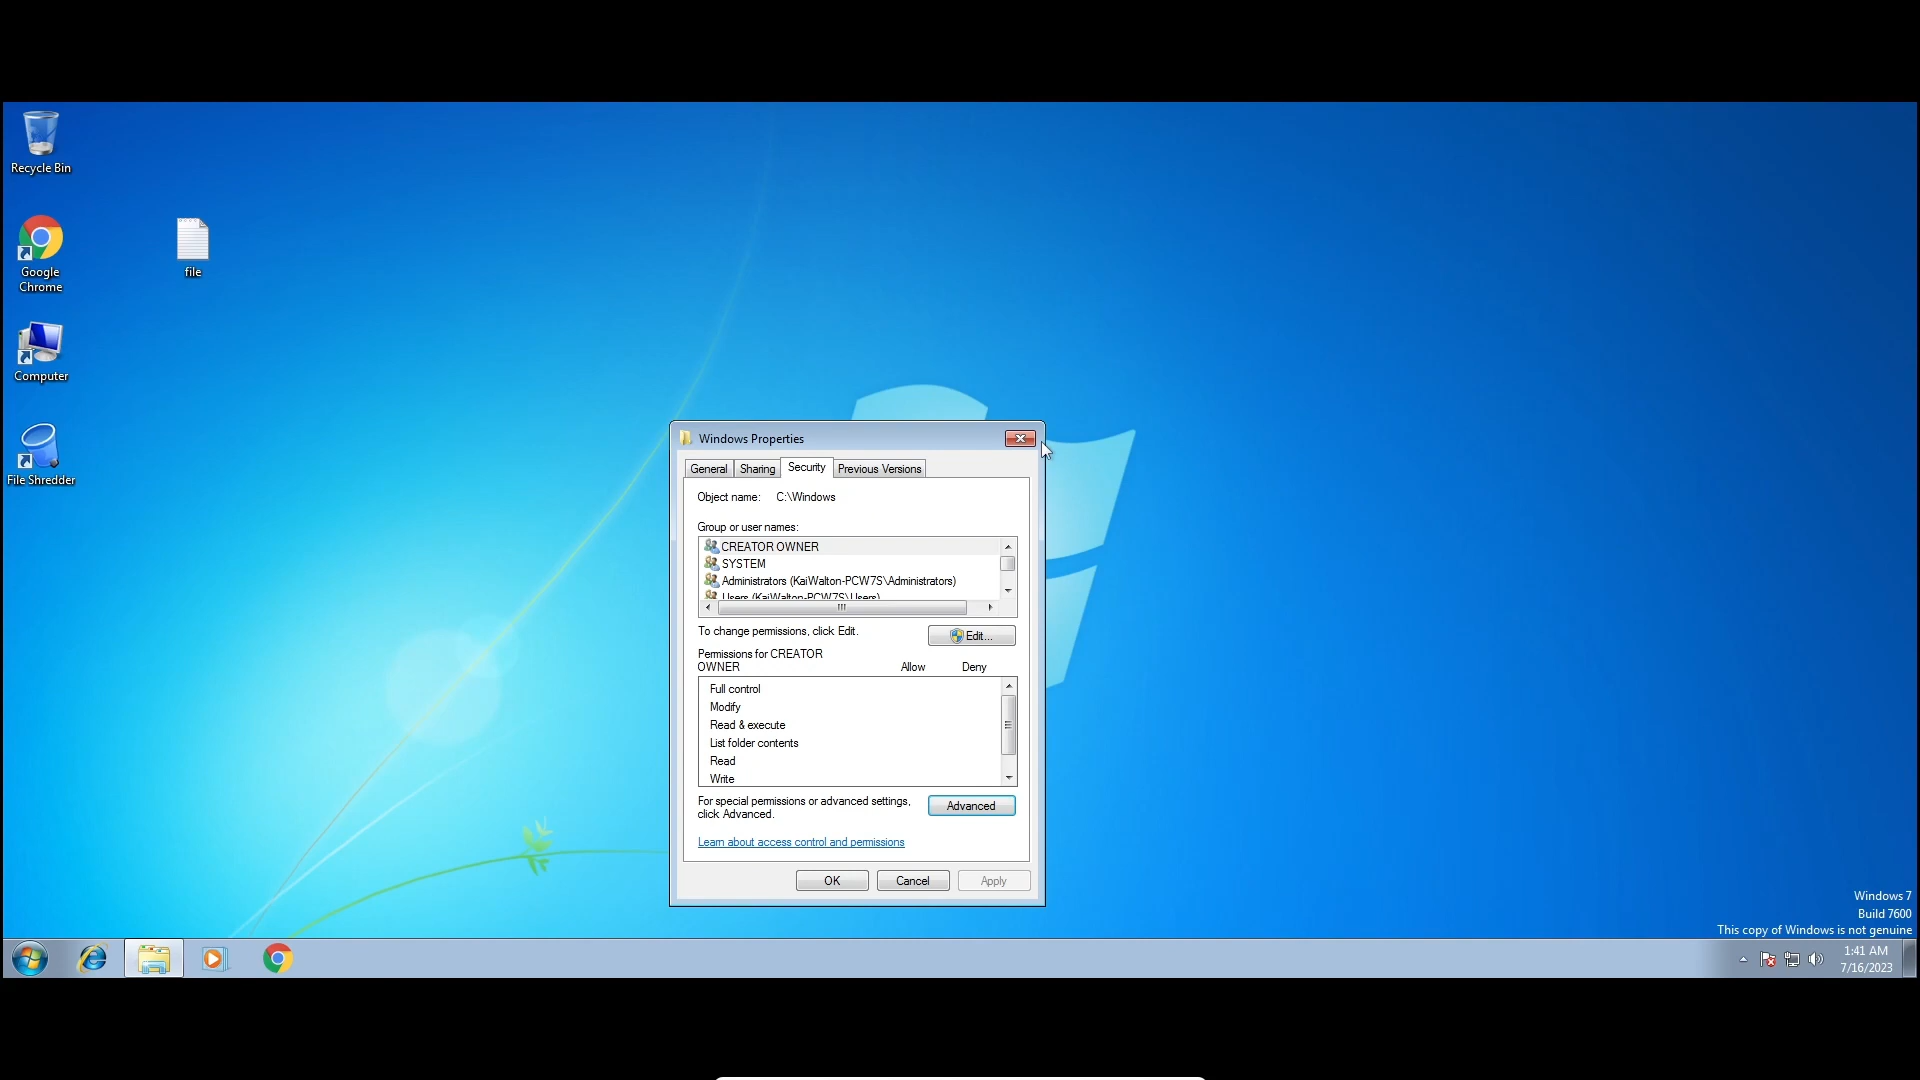 Recycle Bin
Google
Chrome
file
Computer
File Shredder
Windows Properties
General
Sharing
Security
Previous Versions
Object name: C:\Windows
Group or user names:
CREATOR OWNER
SYSTEM
Administrators (KaiWalton-PCW7S\Administrators)
Users (KaiWalton-PCW7S\Users)
To change permissions, click Edit.
Edit...
Permissions for CREATOR
OWNER
Allow
Deny
Full control
Modify
Read & execute
List folder contents
Read
Write
For special permissions or advanced settings,
click Advanced.
Advanced
Learn about access control and permissions
OK
Cancel
Apply
Windows 7
Build 7600
This copy of Windows is not genuine
1:41 AM
7/16/2023